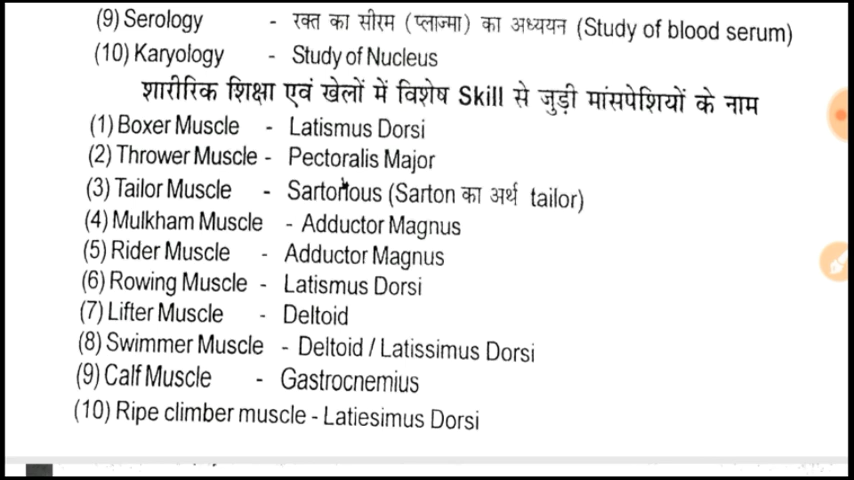 (9) Serology - रक्त का सीरम (प्लाज्मा) का अध्ययन (Study of blood serum)
(10) Karyology - Study of Nucleus
शारीरिक शिक्षा एवं खेलों में विशेष Skill से जुड़ी मांसपेशियों के नाम
(1) Boxer Muscle - Latismus Dorsi
(2) Thrower Muscle - Pectoralis Major
(3) Tailor Muscle - Sartorious (Sarton का अर्थ tailor)
(4) Mulkham Muscle - Adductor Magnus
(5) Rider Muscle - Adductor Magnus
(6) Rowing Muscle - Latismus Dorsi
(7) Lifter Muscle - Deltoid
(8) Swimmer Muscle - Deltoid / Latissimus Dorsi
(9) Calf Muscle - Gastrocnemius
(10) Ripe climber muscle - Latiesimus Dorsi